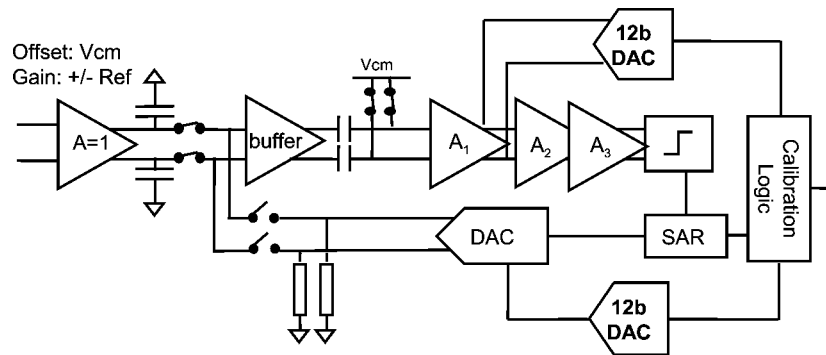 Offset: Vcm
Gain: +/- Ref
Vcm
12b
DAC
A=1
buffer
A1
A2
A3
Calibration
Logic
DAC
SAR
12b
DAC